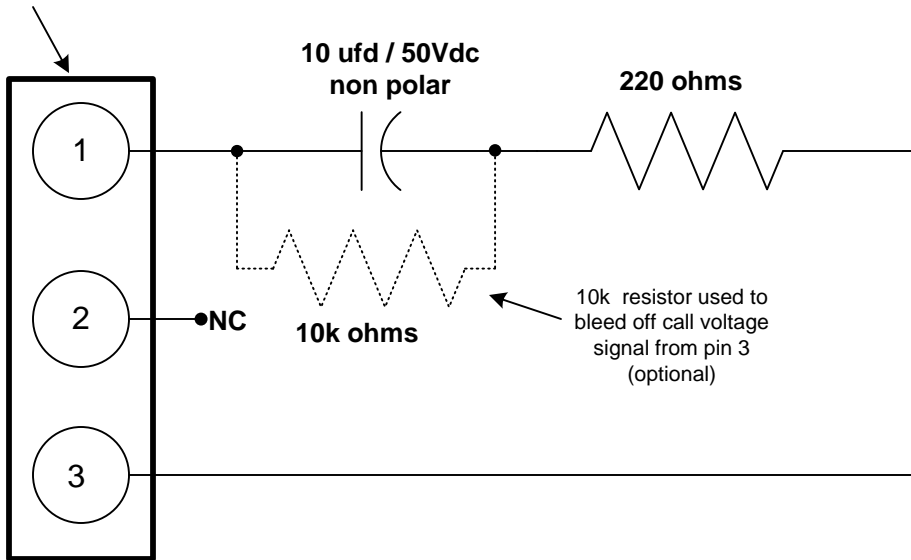 10 ufd / 50Vdc
non polar
220 ohms
1
2
NC
10k ohms
10k resistor used to
bleed off call voltage
signal from pin 3
(optional)
3